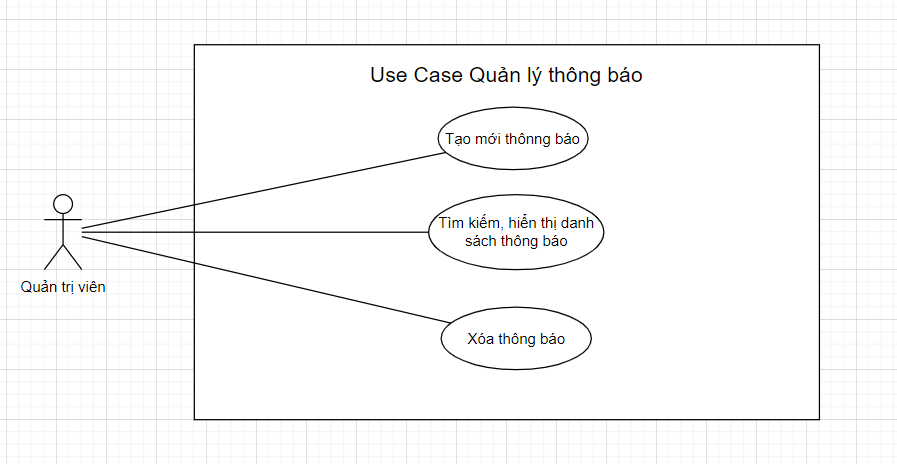 Use Case Quản lý thông báo
Tạo mới thônng báo
Tìm kiếm, hiển thị danh
sách thông báo
Quản trị viên
Xóa thông báo